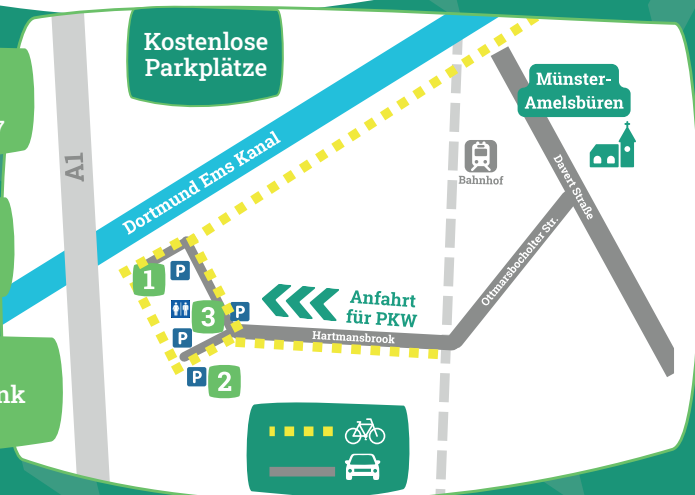 Kostenlose
Parkplätze
Münster-
Amelsbüren
A1
Dortmund Ems Kanal
Bahnhof
Davert Straße
Ottmarsbocholter Str.
1
P
3
P
P
Anfahrt
für PKW
Hartmansbrook
P
2
nk